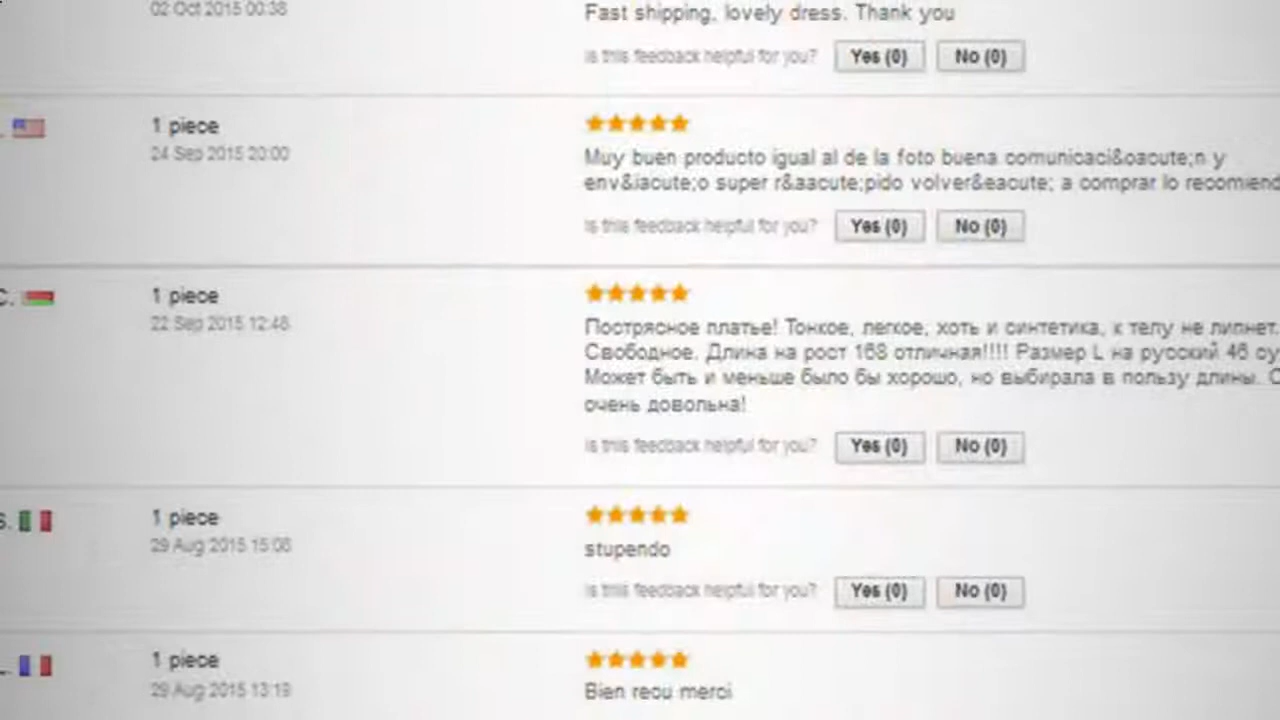 02 Oct 2015 00:38
Fast shipping, lovely dress. Thank you
Is this feedback helpful for you? Yes (0) No (0)
1 piece
24 Sep 2015 20:00
Muy buen producto igual al de la foto buena comunicaci&oacute;n y
env&iacute;o super r&aacute;pido volver&eacute; a comprar lo recomiend
Is this feedback helpful for you? Yes (0) No (0)
C.
1 piece
22 Sep 2015 12:48
Пострясное платье! Тонкое, легкое, хоть и синтетика, к телу не липнет.
Свободное. Длина на рост 168 отличная!!!! Размер L на русский 46 су
Может быть и меньше было бы хорошо, но выбирала в пользу длины. С
очень довольна!
Is this feedback helpful for you? Yes (0) No (0)
S.
1 piece
29 Aug 2015 15:08
stupendo
Is this feedback helpful for you? Yes (0) No (0)
1 piece
29 Aug 2015 13:19
Bien reou merci